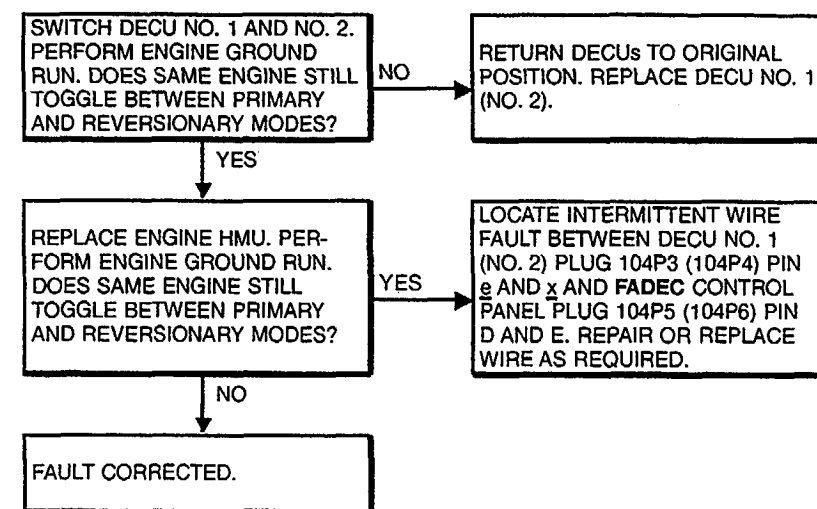 SWITCH DECU NO. 1 AND NO. 2.
PERFORM ENGINE GROUND
RUN. DOES SAME ENGINE STILL
TOGGLE BETWEEN PRIMARY
AND REVERSIONARY MODES?
NO
RETURN DECUs TO ORIGINAL
POSITION. REPLACE DECU NO. 1
(NO. 2).
YES
REPLACE ENGINE HMU. PER-
FORM ENGINE GROUND RUN.
DOES SAME ENGINE STILL
TOGGLE BETWEEN PRIMARY
AND REVERSIONARY MODES?
YES
LOCATE INTERMITTENT WIRE
FAULT BETWEEN DECU NO. 1
(NO. 2) PLUG 104P3 (104P4) PIN
e AND x AND FADEC CONTROL
PANEL PLUG 104P5 (104P6) PIN
D AND E. REPAIR OR REPLACE
WIRE AS REQUIRED.
NO
FAULT CORRECTED.